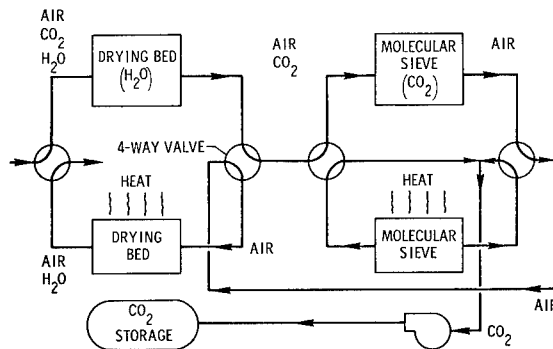 AIR
CO2
H2O
DRYING BED
(H2O)
AIR
CO2
MOLECULAR
SIEVE
(CO2)
AIR
4-WAY VALVE
HEAT
DRYING
BED
AIR
HEAT
MOLECULAR
SIEVE
AIR
H2O
AIR
CO2
STORAGE
CO2